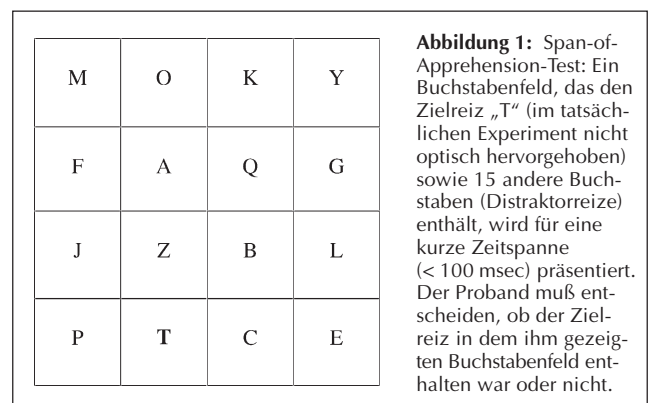 M O K Y
F A Q G
J Z B L
P T C E
Abbildung 1: Span-of-
Apprehension-Test: Ein
Buchstabenfeld, das den
Zielreiz „T“ (im tatsäch-
lichen Experiment nicht
optisch hervorgehoben)
sowie 15 andere Buch-
staben (Distraktorreize)
enthält, wird für eine
kurze Zeitspanne
(< 100 msec) präsentiert.
Der Proband muß ent-
scheiden, ob der Ziel-
reiz in dem ihm gezeig-
ten Buchstabenfeld ent-
halten war oder nicht.